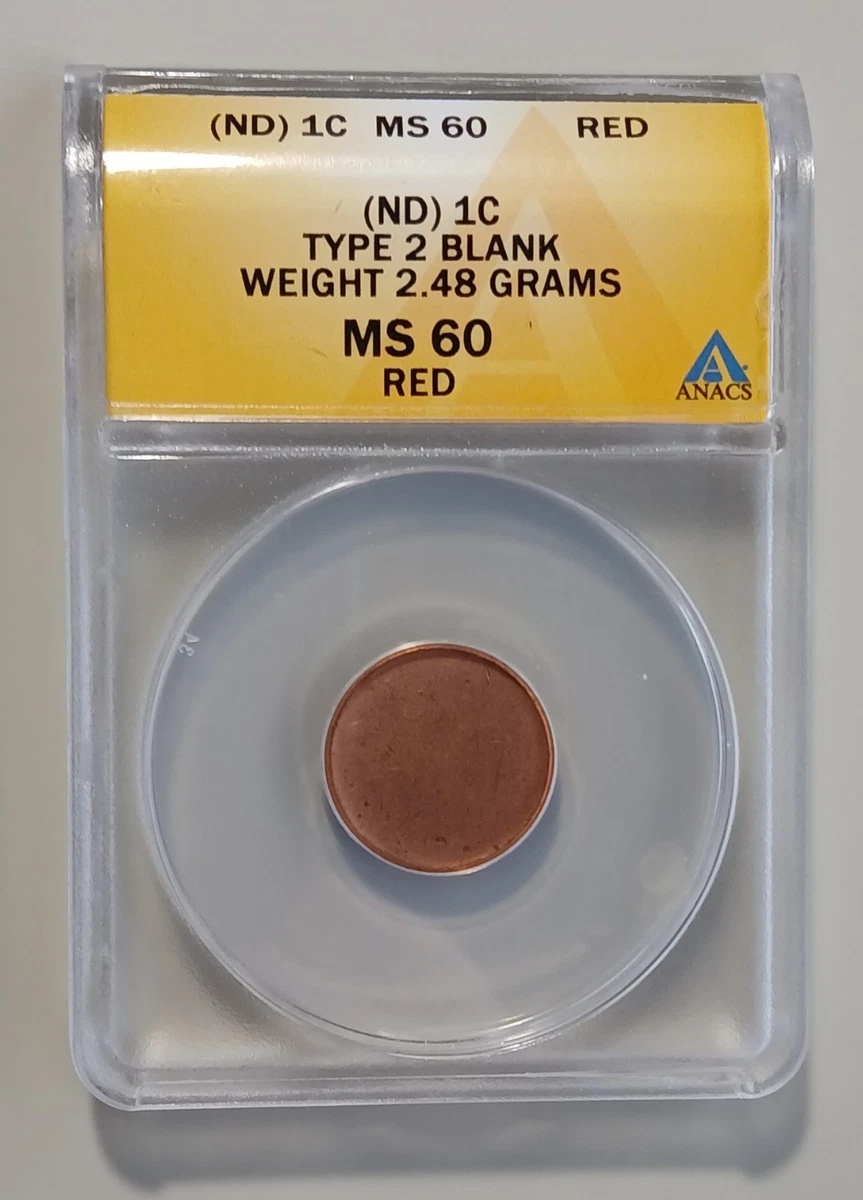 (ND) 1C MS 60 RED
(ND) 1C
TYPE 2 BLANK
WEIGHT 2.48 GRAMS
MS 60
RED
ANACS